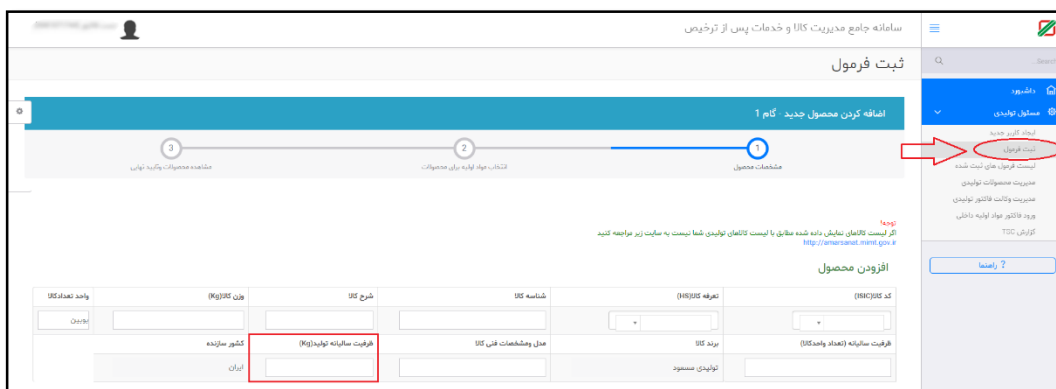 سامانه جامع مدیریت کالا و خدمات پس از ترخیص
Search...
ثبت فرمول
داشبورد
مسئول تولیدی
ایجاد کاربر جدید
ثبت فرمول
لیست فرمول های ثبت شده
مدیریت محصولات تولیدی
مدیریت وکالت فاکتور تولیدی
ورود فاکتور مواد اولیه داخلی
گزارش TSC
راهنما ?
اضافه کردن محصول جدید - گام 1
1 2 3
مشخصات محصول انتخاب مواد اولیه برای محصولات مشاهده محصولات وتایید نهایی
توجه!
اگر لیست کالاهای نمایش داده شده مطابق با لیست کالاهای تولیدی شما نیست به سایت زیر مراجعه کنید
http://amarsanat.mimt.gov.ir
افزودن محصول
کد کالا(ISIC) تعرفه کالا(HS) شناسه کالا شرح کالا وزن کالا(Kg) واحد تعدادکالا
بوبین
ظرفیت سالیانه (تعداد واحدکالا) برند کالا مدل ومشخصات فنی کالا ظرفیت سالیانه تولید(Kg) کشور سازنده
تولیدی مسعود ایران